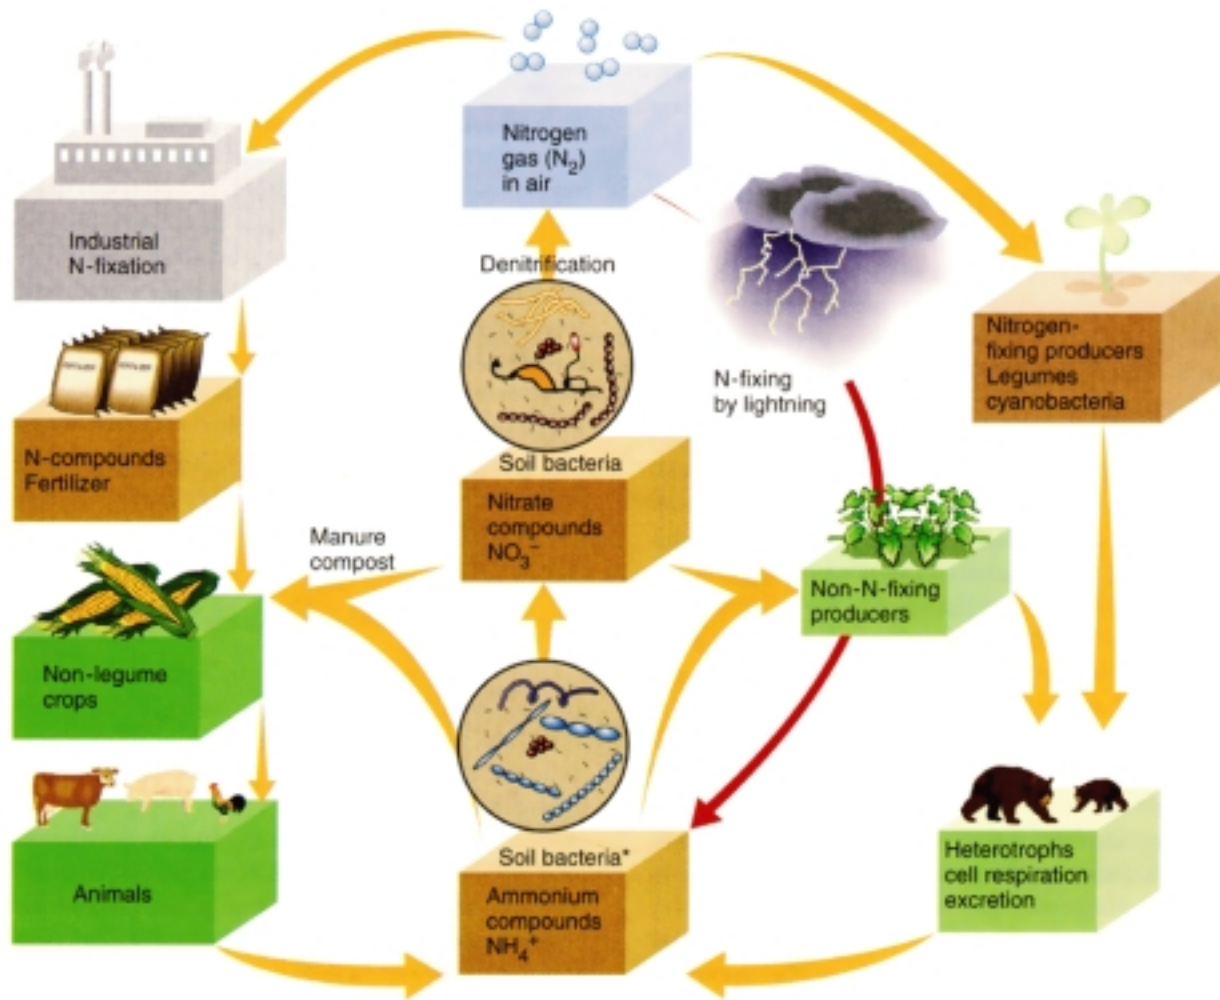 Nitrogen
gas (N₂)
in air
Industrial
N-fixation
Denitrification
Nitrogen-
fixing producers
Legumes
cyanobacteria
N-fixing
by lightning
N-compounds
Fertilizer
Soil bacteria
Nitrate
compounds
NO₃⁻
Manure
compost
Non-N-fixing
producers
Non-legume
crops
Soil bacteria*
Ammonium
compounds
NH₄⁺
Animals
Heterotrophs
cell respiration
excretion